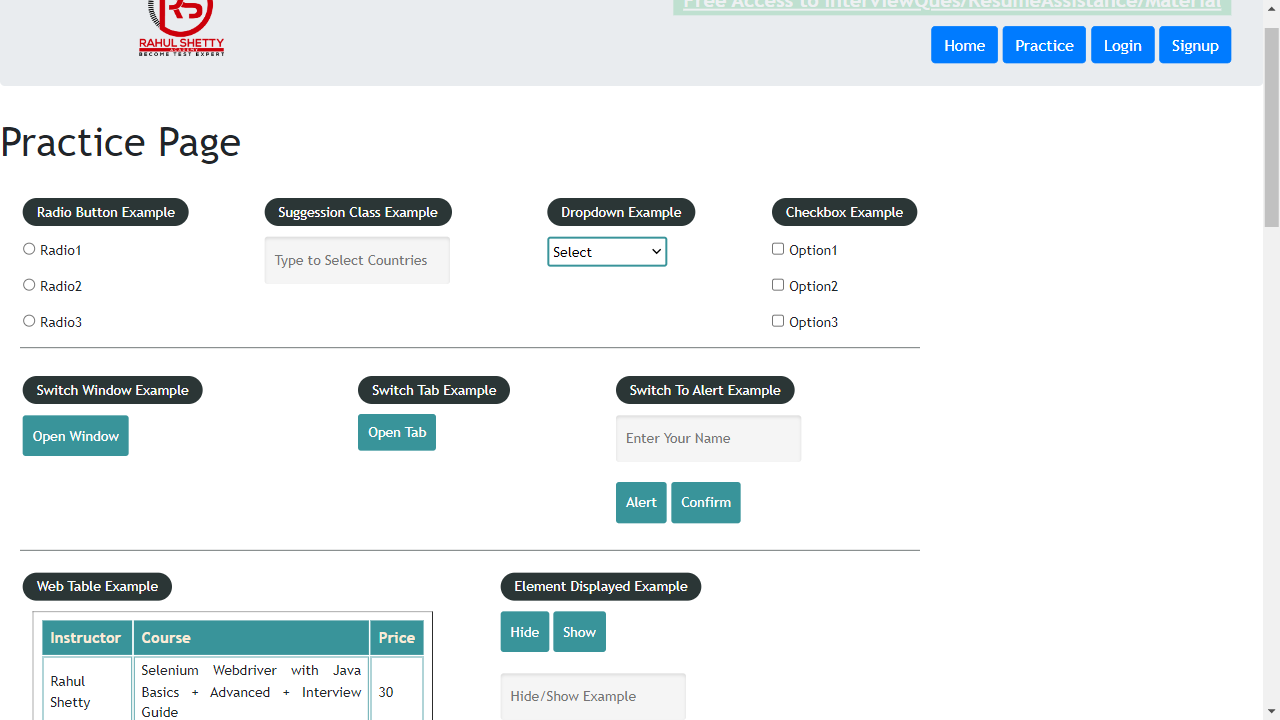 Free Access to InterviewQues/ResumeAssistance/Material
RAHUL SHETTY
ACADEMY
BECOME TEST EXPERT
Home Practice Login Signup
Practice Page
Radio Button Example Suggession Class Example Dropdown Example Checkbox Example
Radio1 Type to Select Countries Select Option1
Radio2 Option2
Radio3 Option3
Switch Window Example Switch Tab Example Switch To Alert Example
Open Window Open Tab Enter Your Name
Alert Confirm
Web Table Example Element Displayed Example
Hide Show
Instructor Course Price
Rahul Shetty Selenium Webdriver with Java Basics + Advanced + Interview Guide 30
Hide/Show Example